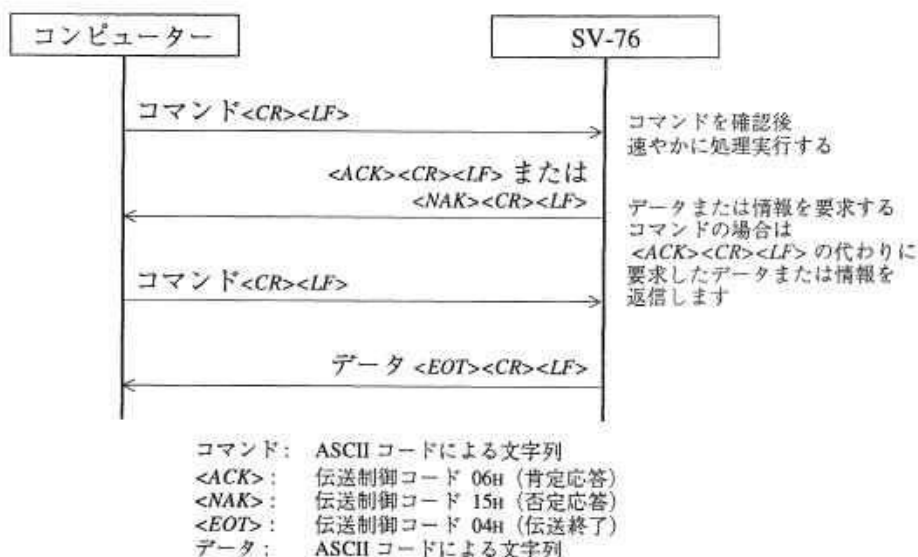 コンピューター
SV-76
コマンド<CR><LF>
コマンドを確認後
速やかに処理実行する
<ACK><CR><LF> または
<NAK><CR><LF>
データまたは情報を要求する
コマンドの場合は
<ACK><CR><LF> の代わりに
要求したデータまたは情報を
返信します
コマンド<CR><LF>
データ <EOT><CR><LF>
コマンド: ASCII コードによる文字列
<ACK>: 伝送制御コード 06H (肯定応答)
<NAK>: 伝送制御コード 15H (否定応答)
<EOT>: 伝送制御コード 04H (伝送終了)
データ: ASCII コードによる文字列